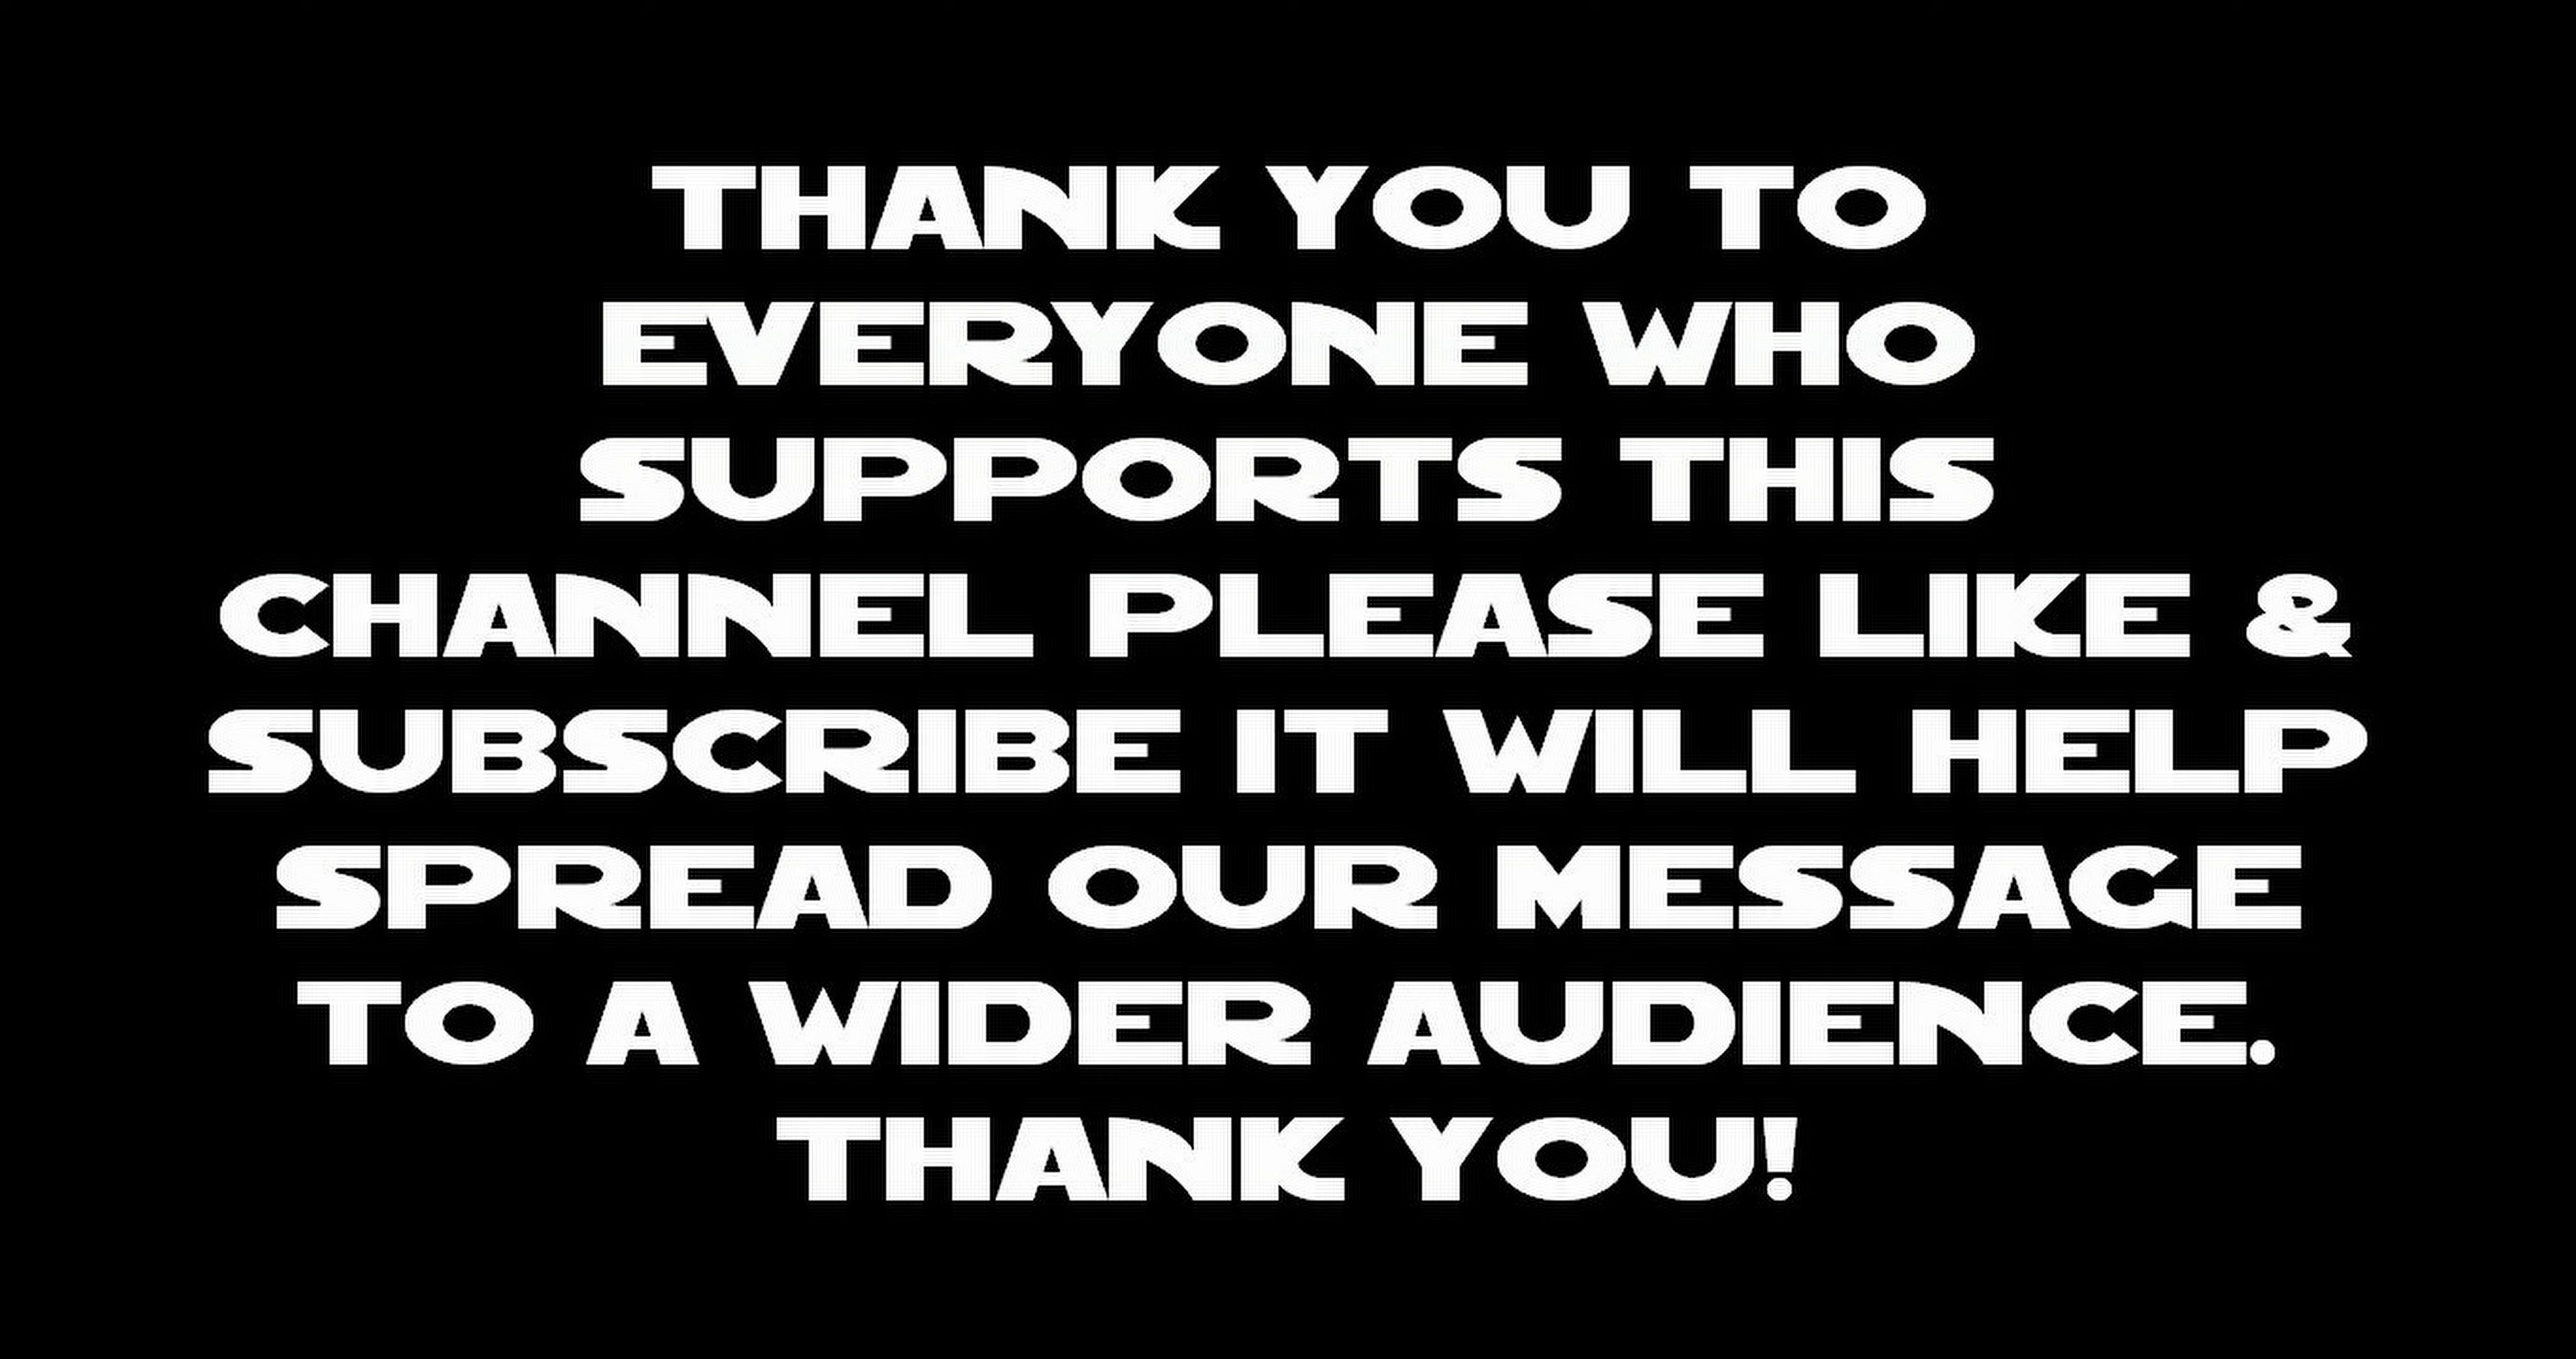 THANK YOU TO
EVERYONE WHO
SUPPORTS THIS
CHANNEL PLEASE LIKE &
SUBSCRIBE IT WILL HELP
SPREAD OUR MESSAGE
TO A WIDER AUDIENCE.
THANK YOU!